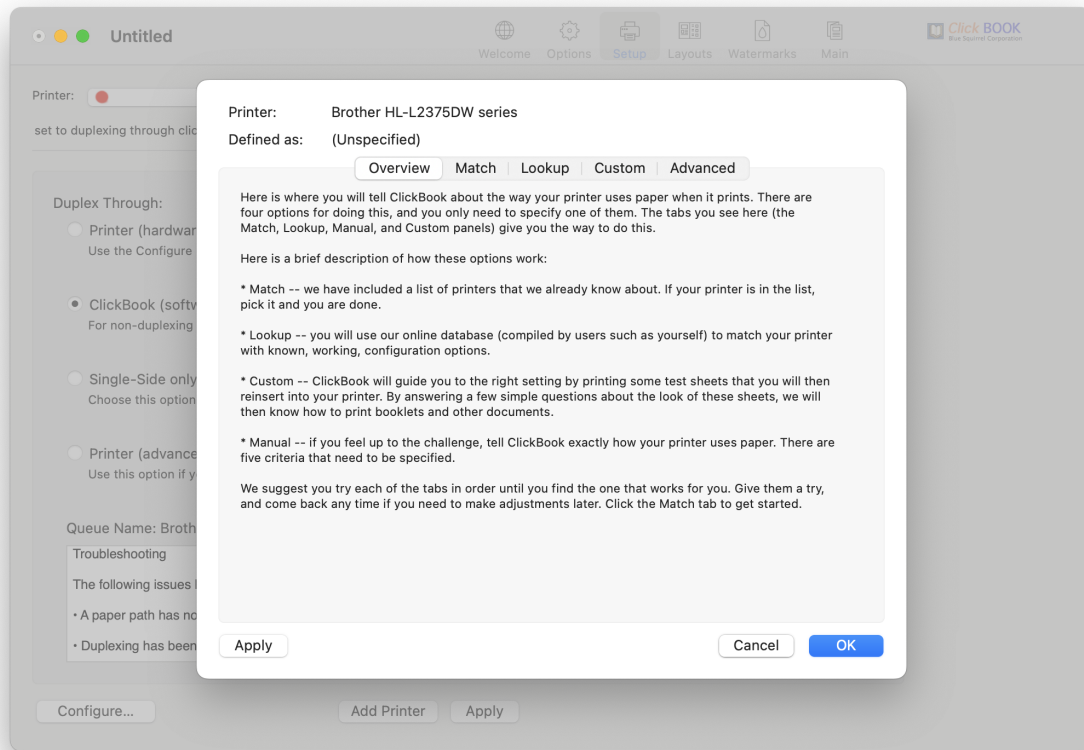 Untitled
Welcome Options Setup Layouts Watermarks Main
Click BOOK
Blue Squirrel Corporation
Printer:
set to duplexing through clic
Duplex Through:
Printer (hardwar
Use the Configure
ClickBook (softw
For non-duplexing
Single-Side only
Choose this option
Printer (advance
Use this option if y
Queue Name: Broth
Troubleshooting
The following issues
• A paper path has no
• Duplexing has been
Configure...
Add Printer
Apply
Printer: Brother HL-L2375DW series
Defined as: (Unspecified)
Overview Match Lookup Custom Advanced
Here is where you will tell ClickBook about the way your printer uses paper when it prints. There are
four options for doing this, and you only need to specify one of them. The tabs you see here (the
Match, Lookup, Manual, and Custom panels) give you the way to do this.
Here is a brief description of how these options work:
* Match -- we have included a list of printers that we already know about. If your printer is in the list,
pick it and you are done.
* Lookup -- you will use our online database (compiled by users such as yourself) to match your printer
with known, working, configuration options.
* Custom -- ClickBook will guide you to the right setting by printing some test sheets that you will then
reinsert into your printer. By answering a few simple questions about the look of these sheets, we will
then know how to print booklets and other documents.
* Manual -- if you feel up to the challenge, tell ClickBook exactly how your printer uses paper. There are
five criteria that need to be specified.
We suggest you try each of the tabs in order until you find the one that works for you. Give them a try,
and come back any time if you need to make adjustments later. Click the Match tab to get started.
Apply
Cancel
OK